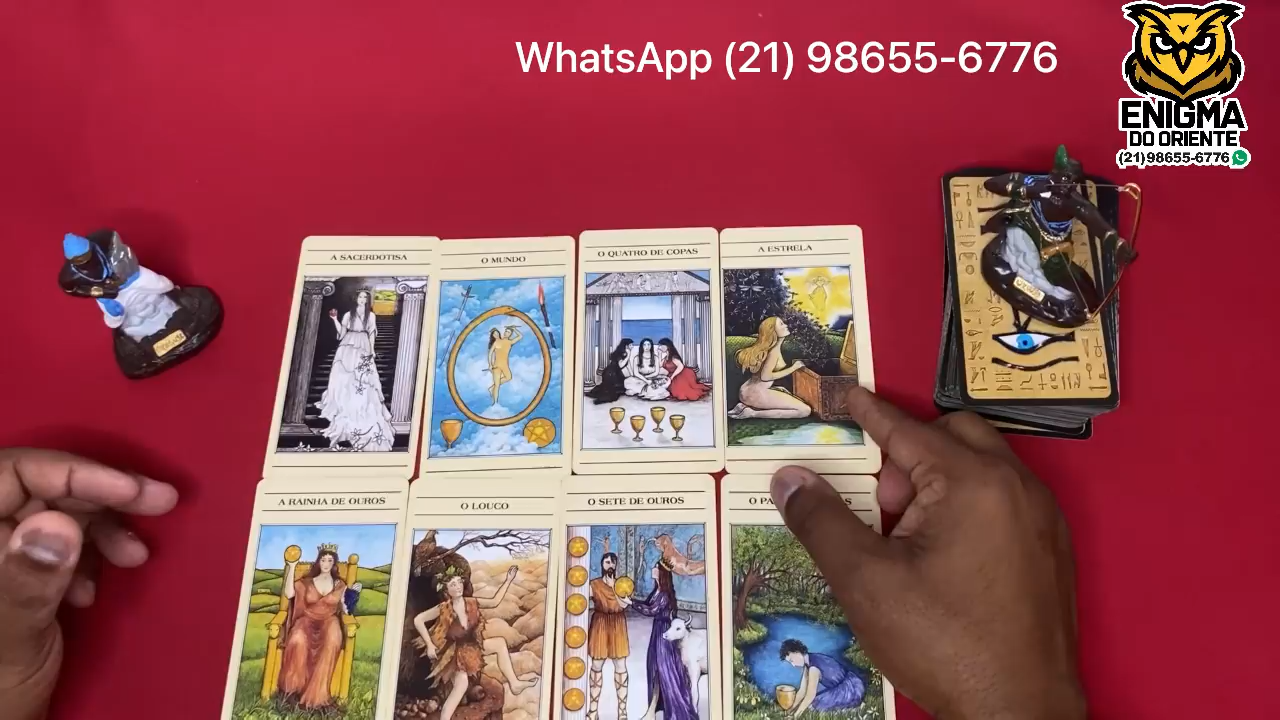 WhatsApp (21) 98655-6776
ENIGMA
DO ORIENTE
(21)98655-6776
A SACERDOTISA
O MUNDO
O QUATRO DE COPAS
A ESTRELA
A RAINHA DE OUROS
O LOUCO
O SETE DE OUROS
O